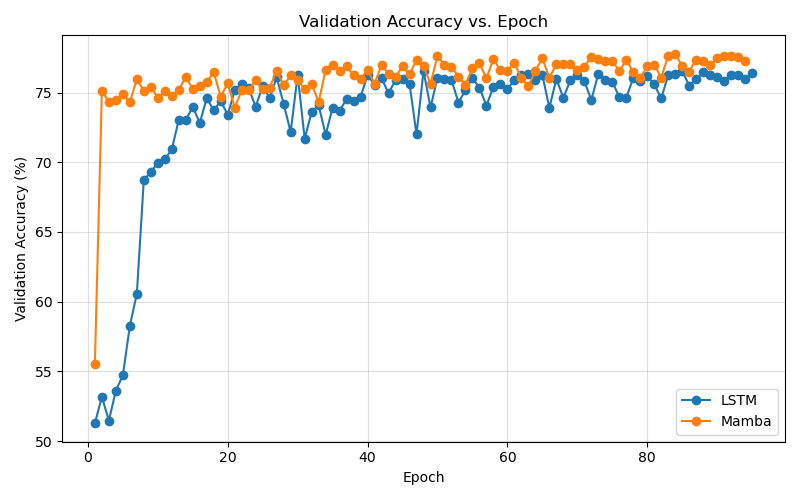 Validation Accuracy vs. Epoch
Validation Accuracy (%)
75
70
65
60
55
50
0 20 40 60 80
Epoch
LSTM
Mamba